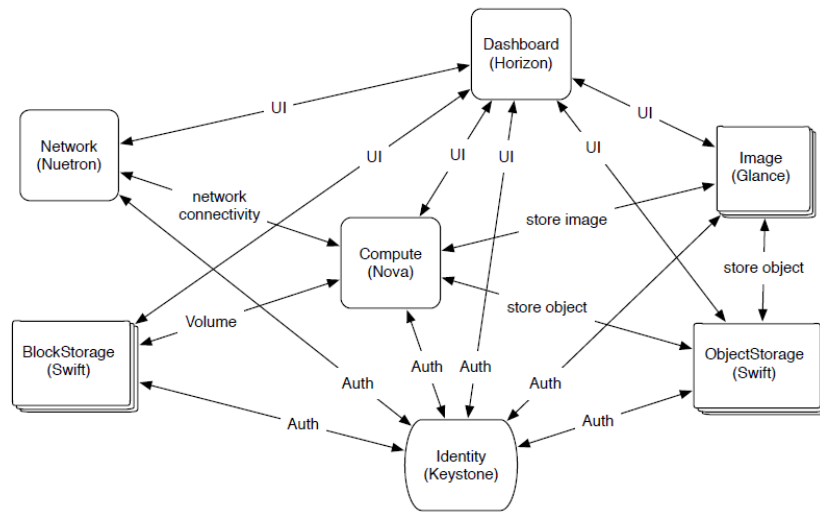 Dashboard
(Horizon)
UI
UI
Network
(Nuetron)
UI
UI
UI
UI
Image
(Glance)
network
connectivity
store image
Compute
(Nova)
store object
Volume
store object
BlockStorage
(Swift)
ObjectStorage
(Swift)
Auth
Auth
Auth
Auth
Auth
Auth
Identity
(Keystone)